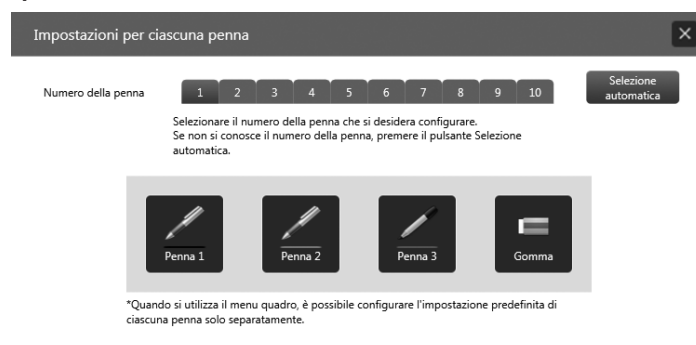 Impostazioni per ciascuna penna
Numero della penna 1 2 3 4 5 6 7 8 9 10 Selezione automatica
Selezionare il numero della penna che si desidera configurare.
Se non si conosce il numero della penna, premere il pulsante Selezione
automatica.
Penna 1 Penna 2 Penna 3 Gomma
*Quando si utilizza il menu quadro, è possibile configurare l'impostazione predefinita di
ciascuna penna solo separatamente.